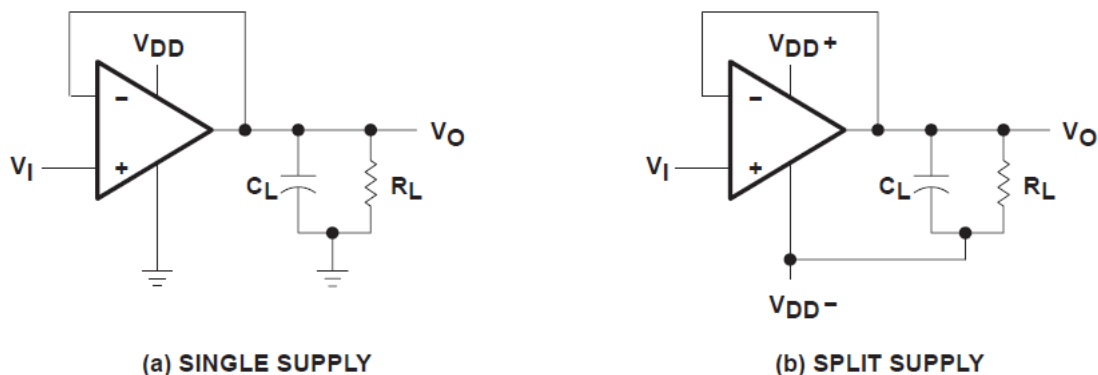 VDD
−
+
VI
VO
CL
RL
(a) SINGLE SUPPLY
VDD+
−
+
VI
VO
CL
RL
VDD−
(b) SPLIT SUPPLY